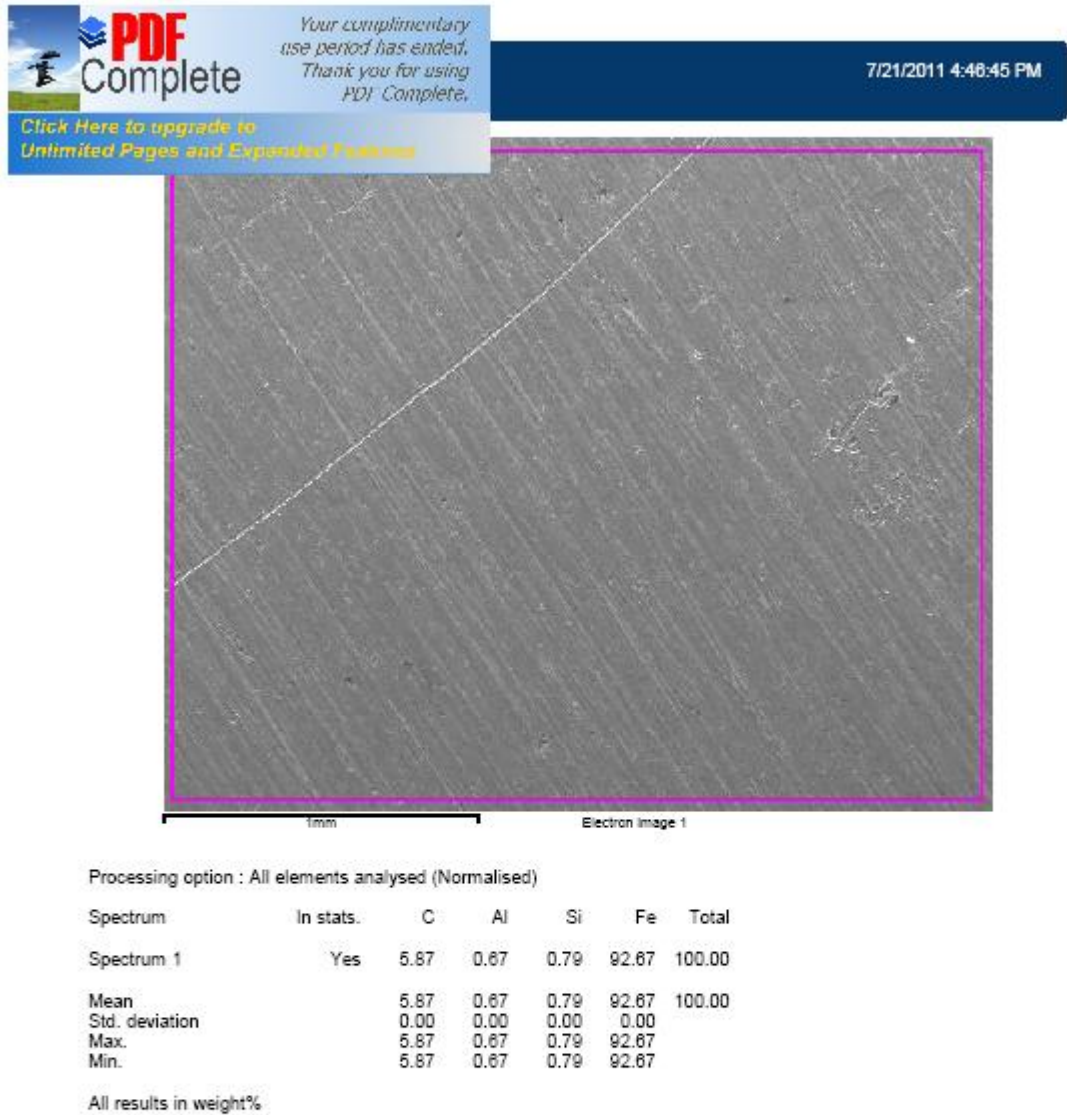 PDF
Complete
Your complimentary
use period has ended.
Thank you for using
PDF Complete.
Click Here to upgrade to
Unlimited Pages and Expanded Features
7/21/2011 4:46:45 PM
1mm
Electron Image 1
Processing option : All elements analysed (Normalised)
Spectrum In stats. C Al Si Fe Total
Spectrum 1 Yes 5.87 0.67 0.79 92.67 100.00
Mean 5.87 0.67 0.79 92.67 100.00
Std. deviation 0.00 0.00 0.00 0.00
Max. 5.87 0.67 0.79 92.67
Min. 5.87 0.67 0.79 92.67
All results in weight%